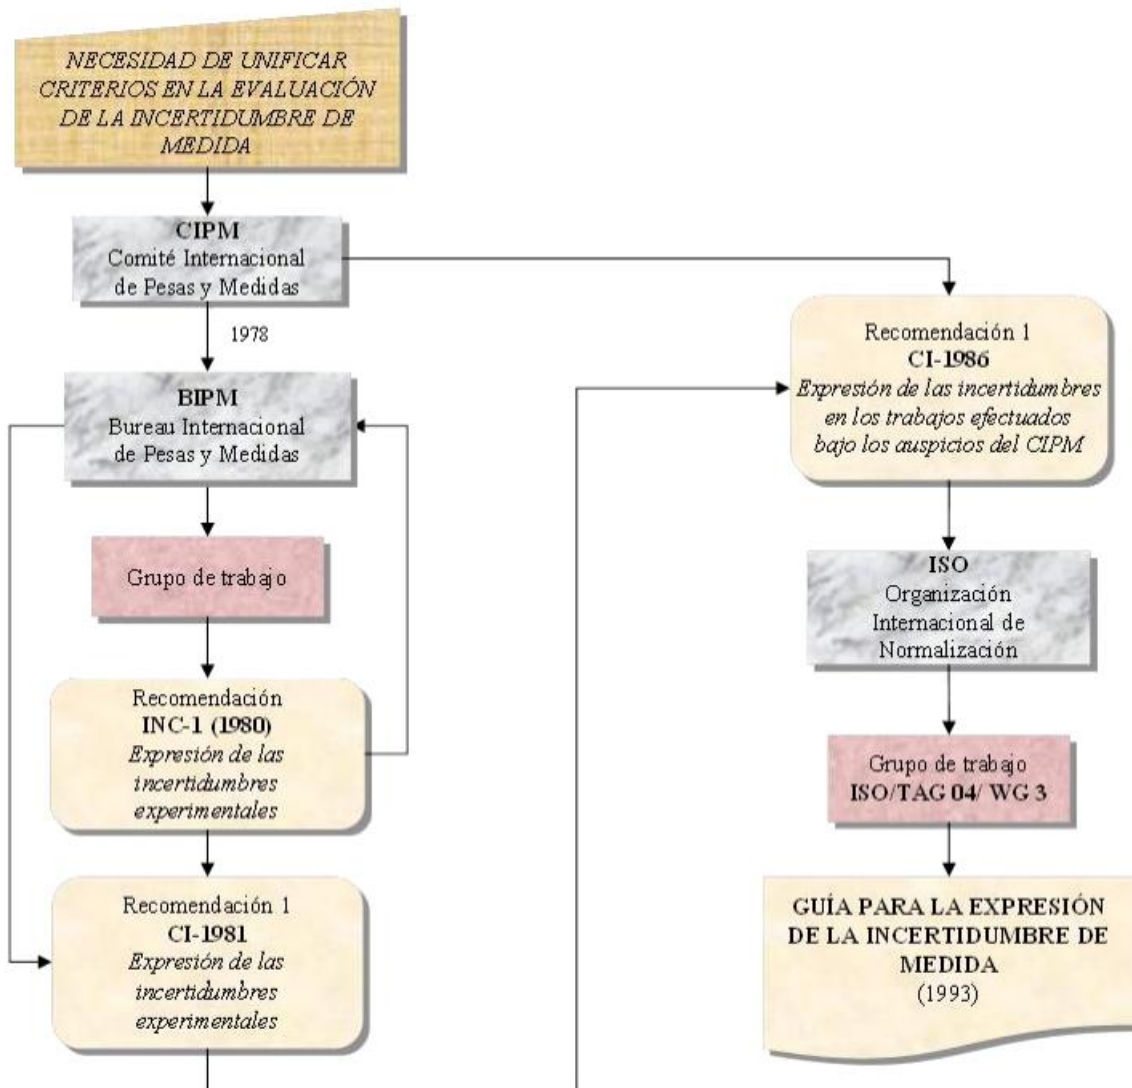 NECESIDAD DE UNIFICAR
CRITERIOS EN LA EVALUACIÓN
DE LA INCERTIDUMBRE DE
MEDIDA
CIPM
Comité Internacional
de Pesas y Medidas
1978
BIPM
Bureau Internacional
de Pesas y Medidas
Grupo de trabajo
Recomendación
INC-1 (1980)
Expresión de las
incertidumbres
experimentales
Recomendación 1
CI-1981
Expresión de las
incertidumbres
experimentales
Recomendación 1
CI-1986
Expresión de las incertidumbres
en los trabajos efectuados
bajo los auspicios del CIPM
ISO
Organización
Internacional de
Normalización
Grupo de trabajo
ISO/TAG 04/ WG 3
GUÍA PARA LA EXPRESIÓN
DE LA INCERTIDUMBRE DE
MEDIDA
(1993)